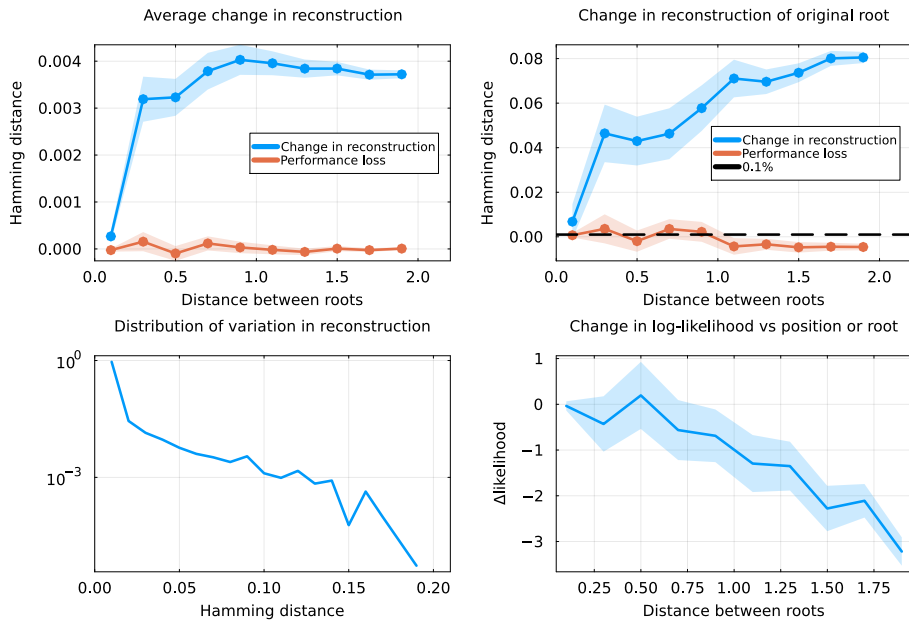 Average change in reconstruction
Hamming distance
0.004
0.003
0.002
0.001
0.000
Change in reconstruction
Performance loss
0.0
0.5
1.0
1.5
2.0
Distance between roots
Change in reconstruction of original root
Hamming distance
0.08
0.06
0.04
0.02
0.00
Change in reconstruction
Performance loss
0.1%
0.0
0.5
1.0
1.5
2.0
Distance between roots
Distribution of variation in reconstruction
10^0
10^-3
0.00
0.05
0.10
0.15
0.20
Hamming distance
Change in log-likelihood vs position or root
Δlikelihood
1
0
−1
−2
−3
0.25
0.50
0.75
1.00
1.25
1.50
1.75
Distance between roots